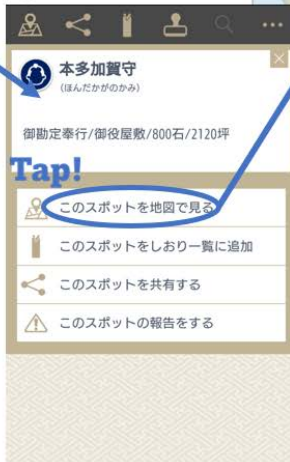 本多加賀守
(ほんだかがのかみ)
御勘定奉行/御役屋敷/800石/2120坪
Tap!
このスポットを地図で見る
このスポットをしおり一覧に追加
このスポットを共有する
このスポットの報告をする